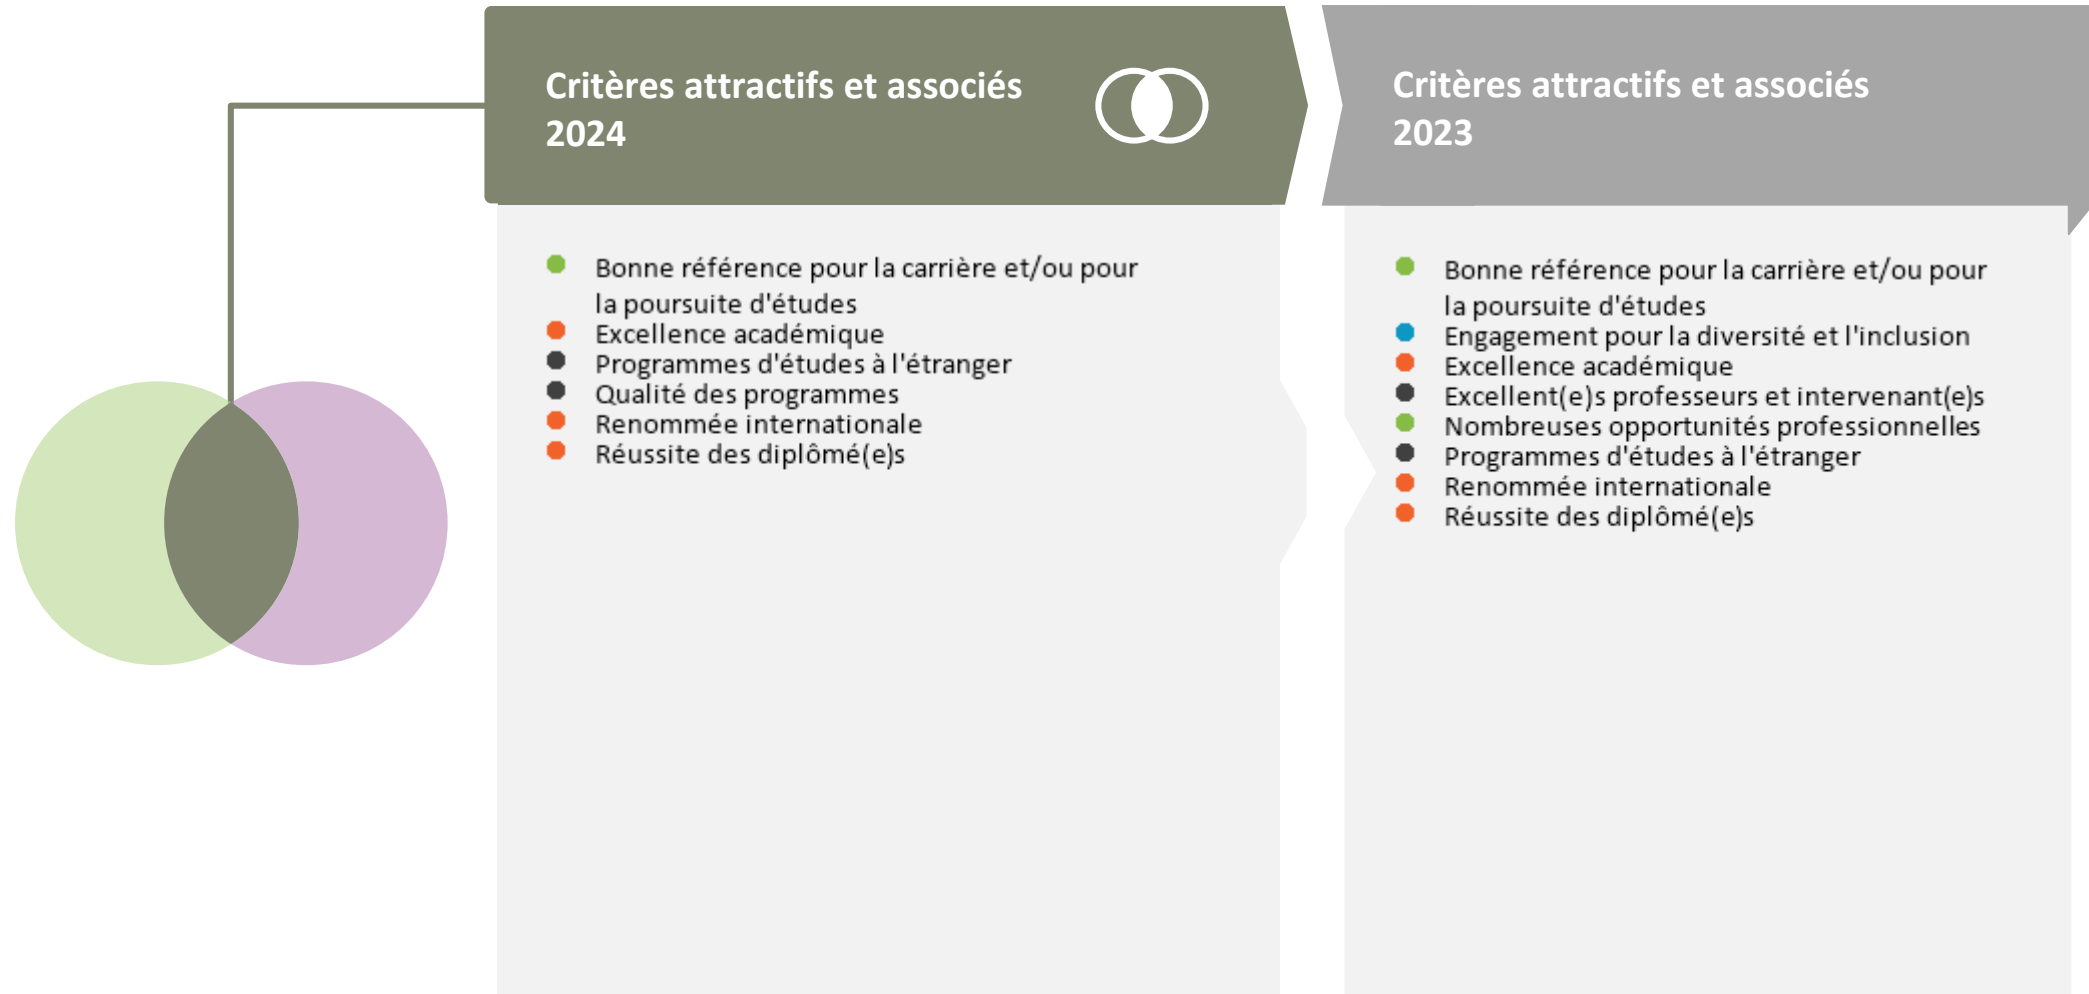 Critères attractifs et associés
2024
Bonne référence pour la carrière et/ou pour
la poursuite d'études
Excellence académique
Programmes d'études à l'étranger
Qualité des programmes
Renommée internationale
Réussite des diplômé(e)s
Critères attractifs et associés
2023
Bonne référence pour la carrière et/ou pour
la poursuite d'études
Engagement pour la diversité et l'inclusion
Excellence académique
Excellent(e)s professeurs et intervenant(e)s
Nombreuses opportunités professionnelles
Programmes d'études à l'étranger
Renommée internationale
Réussite des diplômé(e)s